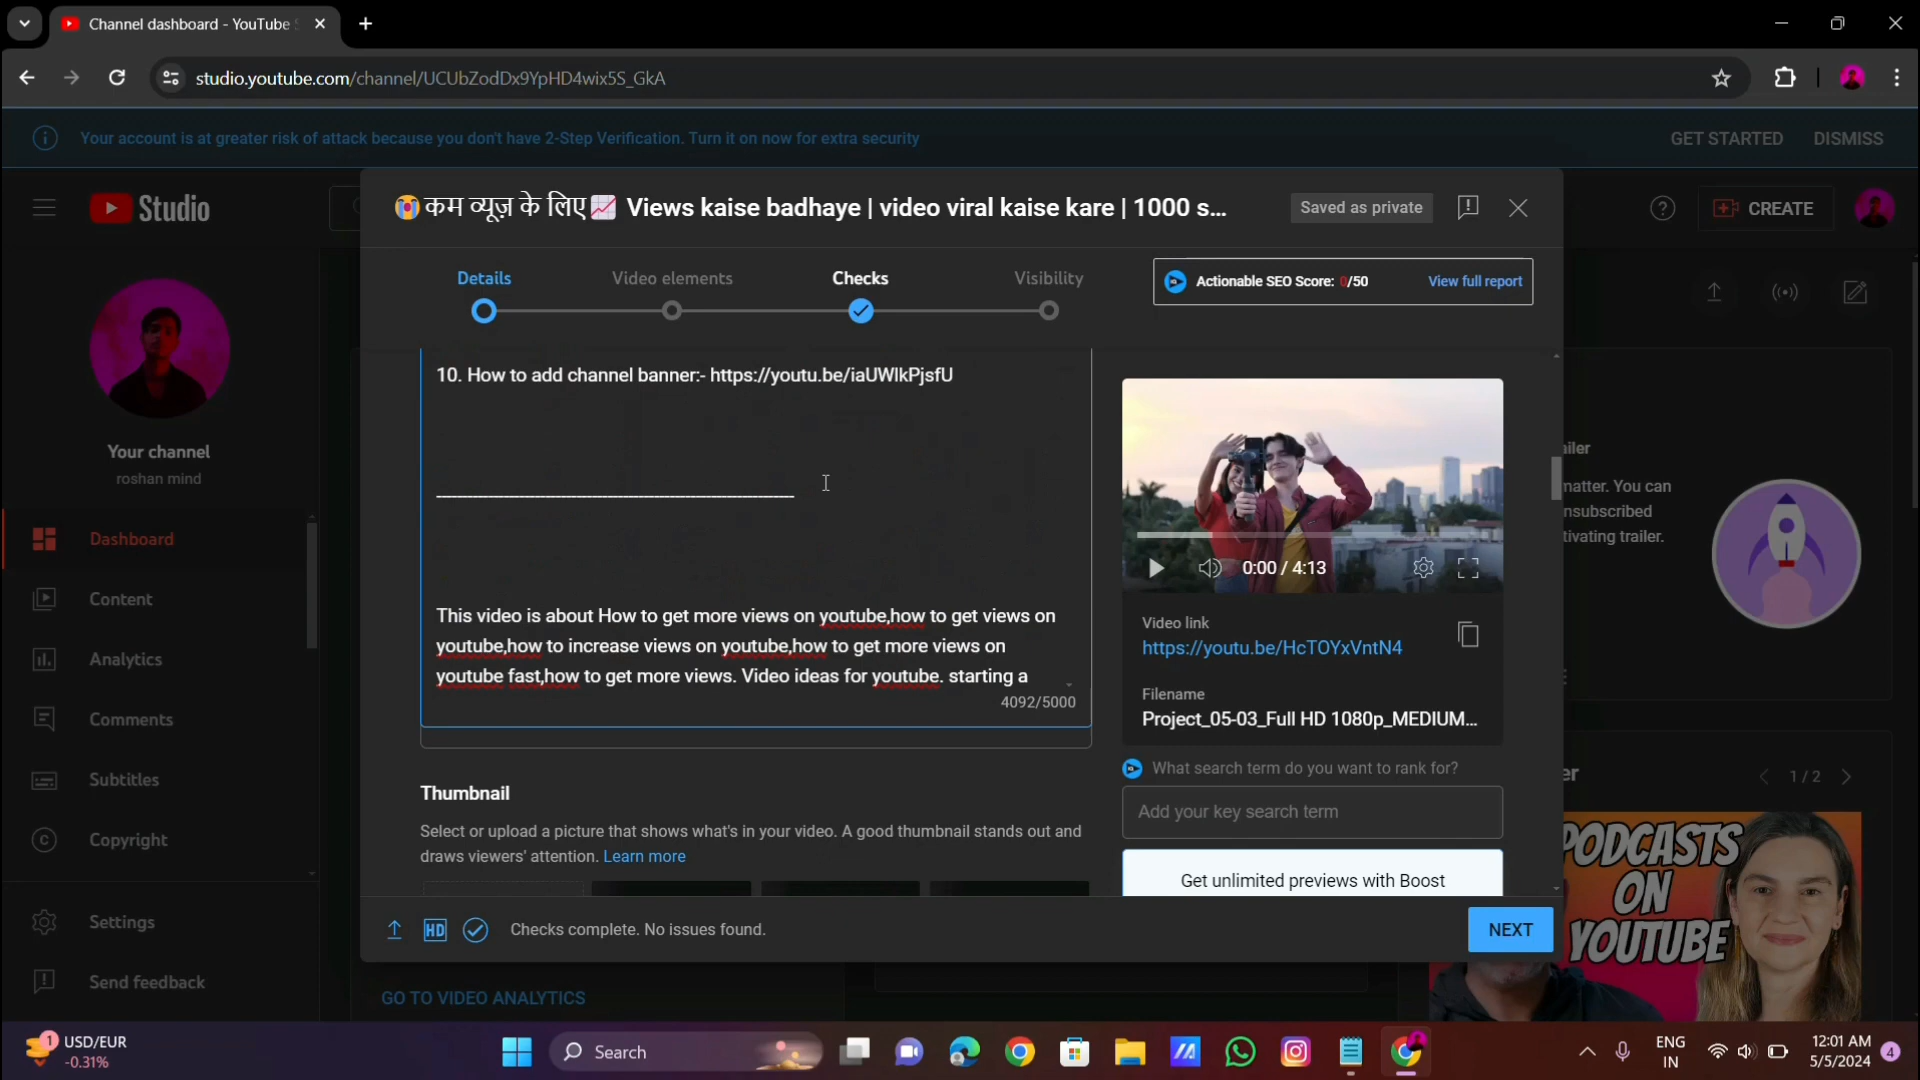 Channel dashboard - YouTube
studio.youtube.com/channel/UCUbZodDx9YpHD4wix5S_GkA
Your account is at greater risk of attack because you don't have 2-Step Verification. Turn it on now for extra security
GET STARTED
DISMISS
Studio
😭कम व्यूज़ के लिए📈 Views kaise badhaye | video viral kaise kare | 1000 s...
Saved as private
CREATE
Details
Video elements
Checks
Visibility
Actionable SEO Score: 0/50
View full report
10. How to add channel banner:- https://youtu.be/iaUWlkPjsfU
This video is about How to get more views on youtube,how to get views on
youtube,how to increase views on youtube,how to get more views on
youtube fast,how to get more views. Video ideas for youtube. starting a
4092/5000
0:00 / 4:13
Video link
https://youtu.be/HcTOYxVntN4
Filename
Project_05-03_Full HD 1080p_MEDIUM...
What search term do you want to rank for?
Add your key search term
Get unlimited previews with Boost
Thumbnail
Select or upload a picture that shows what's in your video. A good thumbnail stands out and
draws viewers' attention. Learn more
HD
Checks complete. No issues found.
NEXT
Your channel
roshan mind
Dashboard
Content
Analytics
Comments
Subtitles
Copyright
Settings
Send feedback
GO TO VIDEO ANALYTICS
ailer
matter. You can
nsubscribed
tivating trailer.
er
1 / 2
PODCASTS
ON
YOUTUBE
1
USD/EUR
-0.31%
Search
ENG
IN
12:01 AM
5/5/2024
4